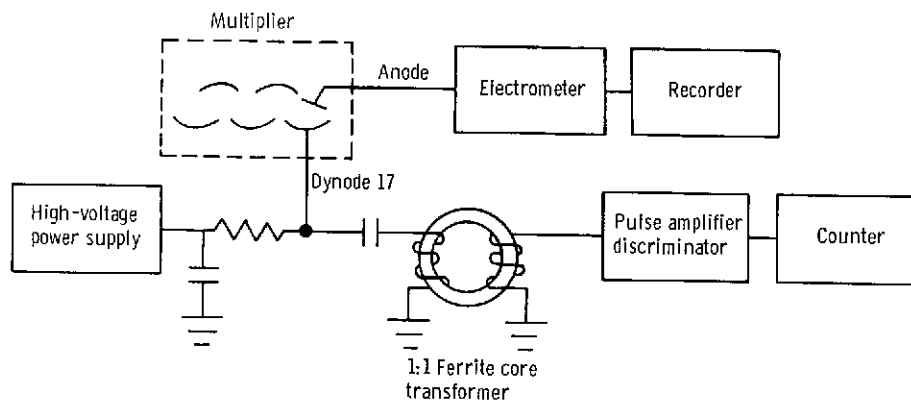 Multiplier
Anode
Electrometer
Recorder
Dynode 17
High-voltage
power supply
Pulse amplifier
discriminator
Counter
1:1 Ferrite core
transformer